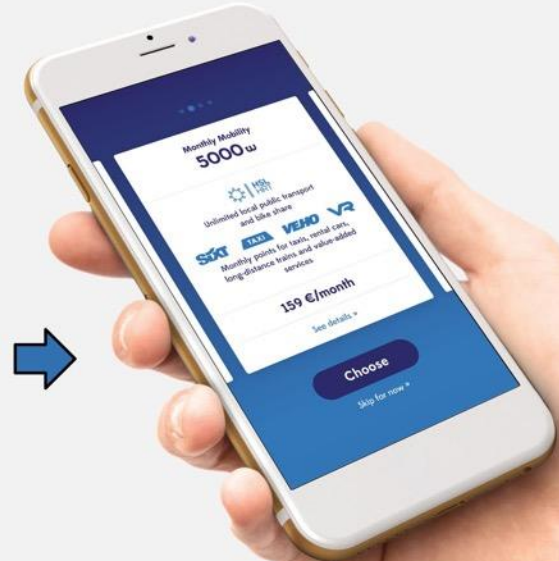 Monthly Mobility
5000 ω
HSL
HRT
Unlimited local public transport
and bike share
SIXT TAXI VEHO VR
Monthly points for taxis, rental cars,
long-distance trains and value-added
services
159 €/month
See details »
Choose
Skip for now »